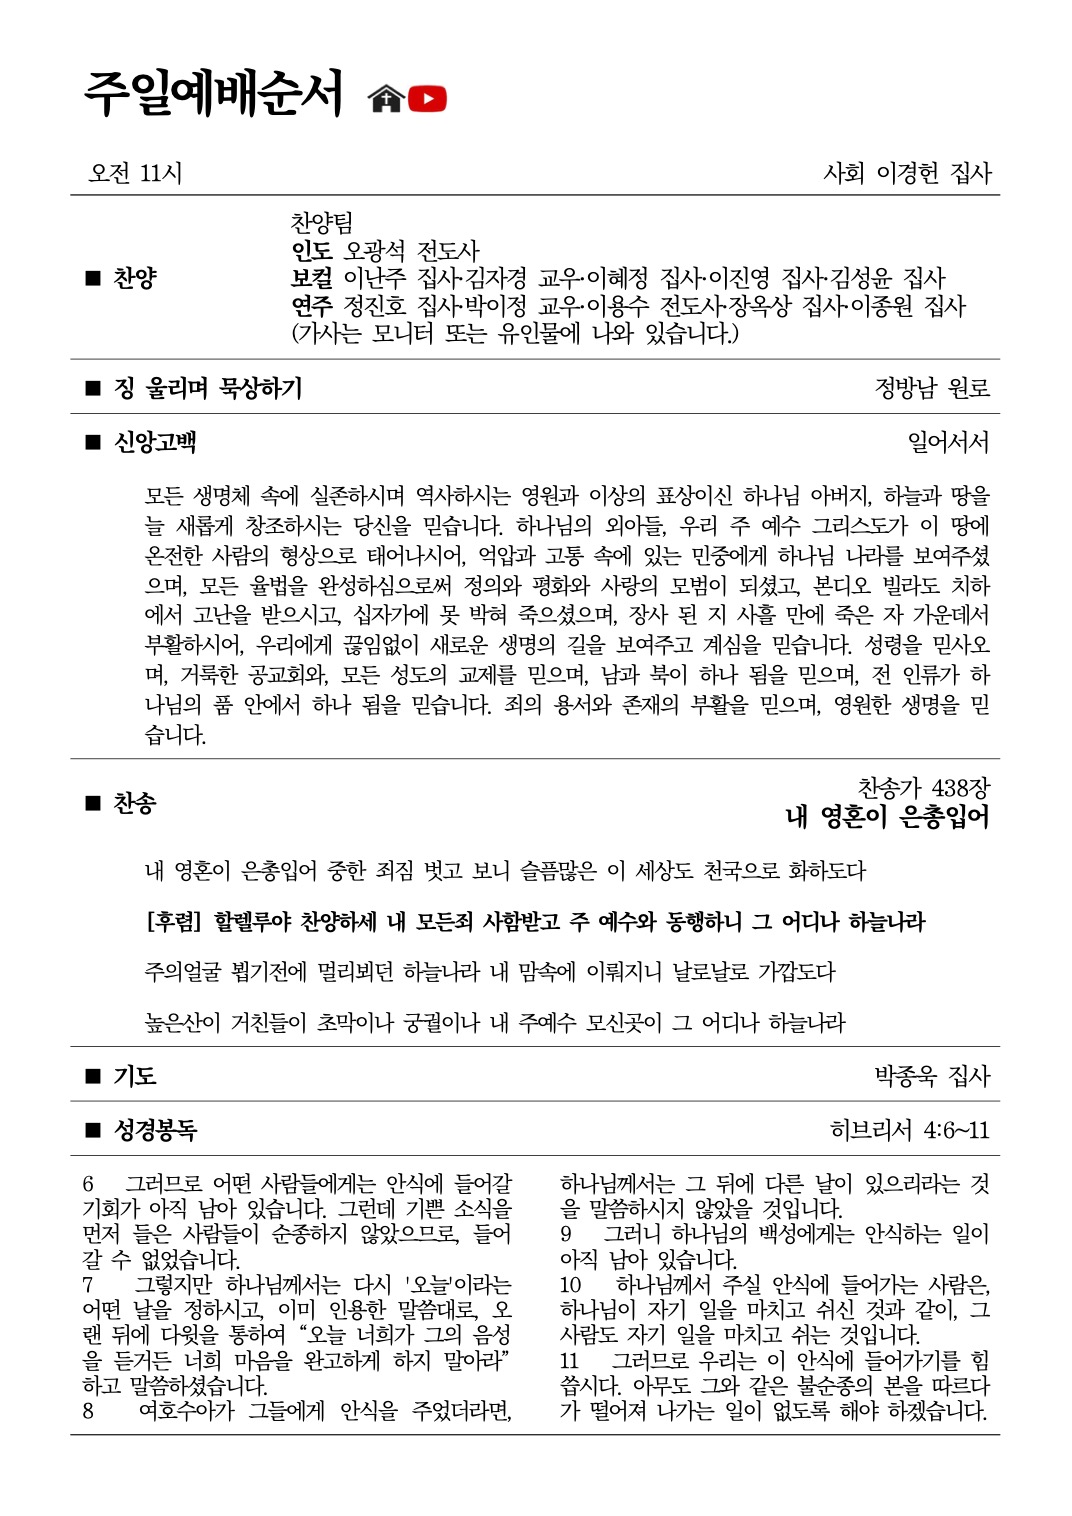 주일예배순서
오전 11시 사회 이경헌 집사
■ 찬양
찬양팀
인도 오광석 전도사
보컬 이난주 집사·김자경 교우·이혜정 집사·이진영 집사·김성윤 집사
연주 정진호 집사·박이정 교우·이용수 전도사·장옥상 집사·이종원 집사
(가사는 모니터 또는 유인물에 나와 있습니다.)
■ 징 울리며 묵상하기 정방남 원로
■ 신앙고백 일어서서
모든 생명체 속에 실존하시며 역사하시는 영원과 이상의 표상이신 하나님 아버지, 하늘과 땅을
늘 새롭게 창조하시는 당신을 믿습니다. 하나님의 외아들, 우리 주 예수 그리스도가 이 땅에
온전한 사람의 형상으로 태어나시어, 억압과 고통 속에 있는 민중에게 하나님 나라를 보여주셨
으며, 모든 율법을 완성하심으로써 정의와 평화와 사랑의 모범이 되셨고, 본디오 빌라도 치하
에서 고난을 받으시고, 십자가에 못 박혀 죽으셨으며, 장사 된 지 사흘 만에 죽은 자 가운데서
부활하시어, 우리에게 끊임없이 새로운 생명의 길을 보여주고 계심을 믿습니다. 성령을 믿사오
며, 거룩한 공교회와, 모든 성도의 교제를 믿으며, 남과 북이 하나 됨을 믿으며, 전 인류가 하
나님의 품 안에서 하나 됨을 믿습니다. 죄의 용서와 존재의 부활을 믿으며, 영원한 생명을 믿
습니다.
■ 찬송
찬송가 438장
내 영혼이 은총입어
내 영혼이 은총입어 중한 죄짐 벗고 보니 슬픔많은 이 세상도 천국으로 화하도다
[후렴] 할렐루야 찬양하세 내 모든죄 사함받고 주 예수와 동행하니 그 어디나 하늘나라
주의얼굴 뵙기전에 멀리뵈던 하늘나라 내 맘속에 이뤄지니 날로날로 가깝도다
높은산이 거친들이 초막이나 궁궐이나 내 주예수 모신곳이 그 어디나 하늘나라
■ 기도 박종욱 집사
■ 성경봉독 히브리서 4:6~11
6 그러므로 어떤 사람들에게는 안식에 들어갈
기회가 아직 남아 있습니다. 그런데 기쁜 소식을
먼저 들은 사람들이 순종하지 않았으므로, 들어
갈 수 없었습니다.
7 그렇지만 하나님께서는 다시 '오늘'이라는
어떤 날을 정하시고, 이미 인용한 말씀대로, 오
랜 뒤에 다윗을 통하여 “오늘 너희가 그의 음성
을 듣거든 너희 마음을 완고하게 하지 말아라”
하고 말씀하셨습니다.
8 여호수아가 그들에게 안식을 주었더라면,
하나님께서는 그 뒤에 다른 날이 있으리라는 것
을 말씀하시지 않았을 것입니다.
9 그러니 하나님의 백성에게는 안식하는 일이
아직 남아 있습니다.
10 하나님께서 주실 안식에 들어가는 사람은,
하나님이 자기 일을 마치고 쉬신 것과 같이, 그
사람도 자기 일을 마치고 쉬는 것입니다.
11 그러므로 우리는 이 안식에 들어가기를 힘
씁시다. 아무도 그와 같은 불순종의 본을 따르다
가 떨어져 나가는 일이 없도록 해야 하겠습니다.